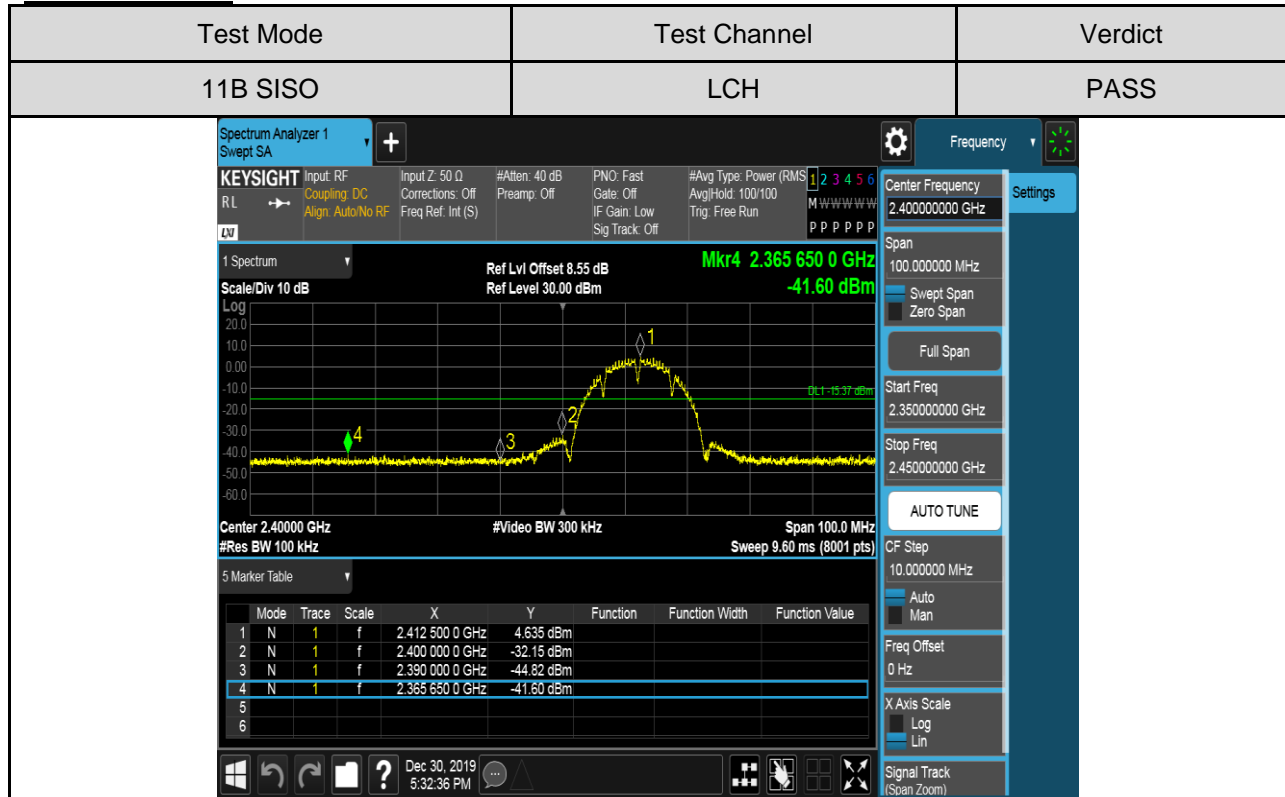 Test Mode Test Channel Verdict
11B SISO LCH PASS
Spectrum Analyzer 1
Swept SA
+
Frequency
KEYSIGHT
RL
LXI
Input: RF
Coupling: DC
Align: Auto/No RF
Input Z: 50 Ω
Corrections: Off
Freq Ref: Int (S)
#Atten: 40 dB
Preamp: Off
PNO: Fast
Gate: Off
IF Gain: Low
Sig Track: Off
#Avg Type: Power (RMS
Avg|Hold: 100/100
Trig: Free Run
1 2 3 4 5 6
M W W W W W
P P P P P P
1 Spectrum
Scale/Div 10 dB
Ref Lvl Offset 8.55 dB
Ref Level 30.00 dBm
Mkr4 2.365 650 0 GHz
-41.60 dBm
Log
20.0
10.0
0.00
-10.0
-20.0
-30.0
-40.0
-50.0
-60.0
1
2
3
4
DL1 -15.37 dBm
Center 2.40000 GHz #Video BW 300 kHz Span 100.0 MHz
#Res BW 100 kHz Sweep 9.60 ms (8001 pts)
5 Marker Table
Mode Trace Scale X Y Function Function Width Function Value
1 N 1 f 2.412 500 0 GHz 4.635 dBm
2 N 1 f 2.400 000 0 GHz -32.15 dBm
3 N 1 f 2.390 000 0 GHz -44.82 dBm
4 N 1 f 2.365 650 0 GHz -41.60 dBm
5
6
?
Dec 30, 2019
5:32:36 PM
Center Frequency
2.400000000 GHz
Settings
Span
100.000000 MHz
Swept Span
Zero Span
Full Span
Start Freq
2.350000000 GHz
Stop Freq
2.450000000 GHz
AUTO TUNE
CF Step
10.000000 MHz
Auto
Man
Freq Offset
0 Hz
X Axis Scale
Log
Lin
Signal Track
(Span Zoom)